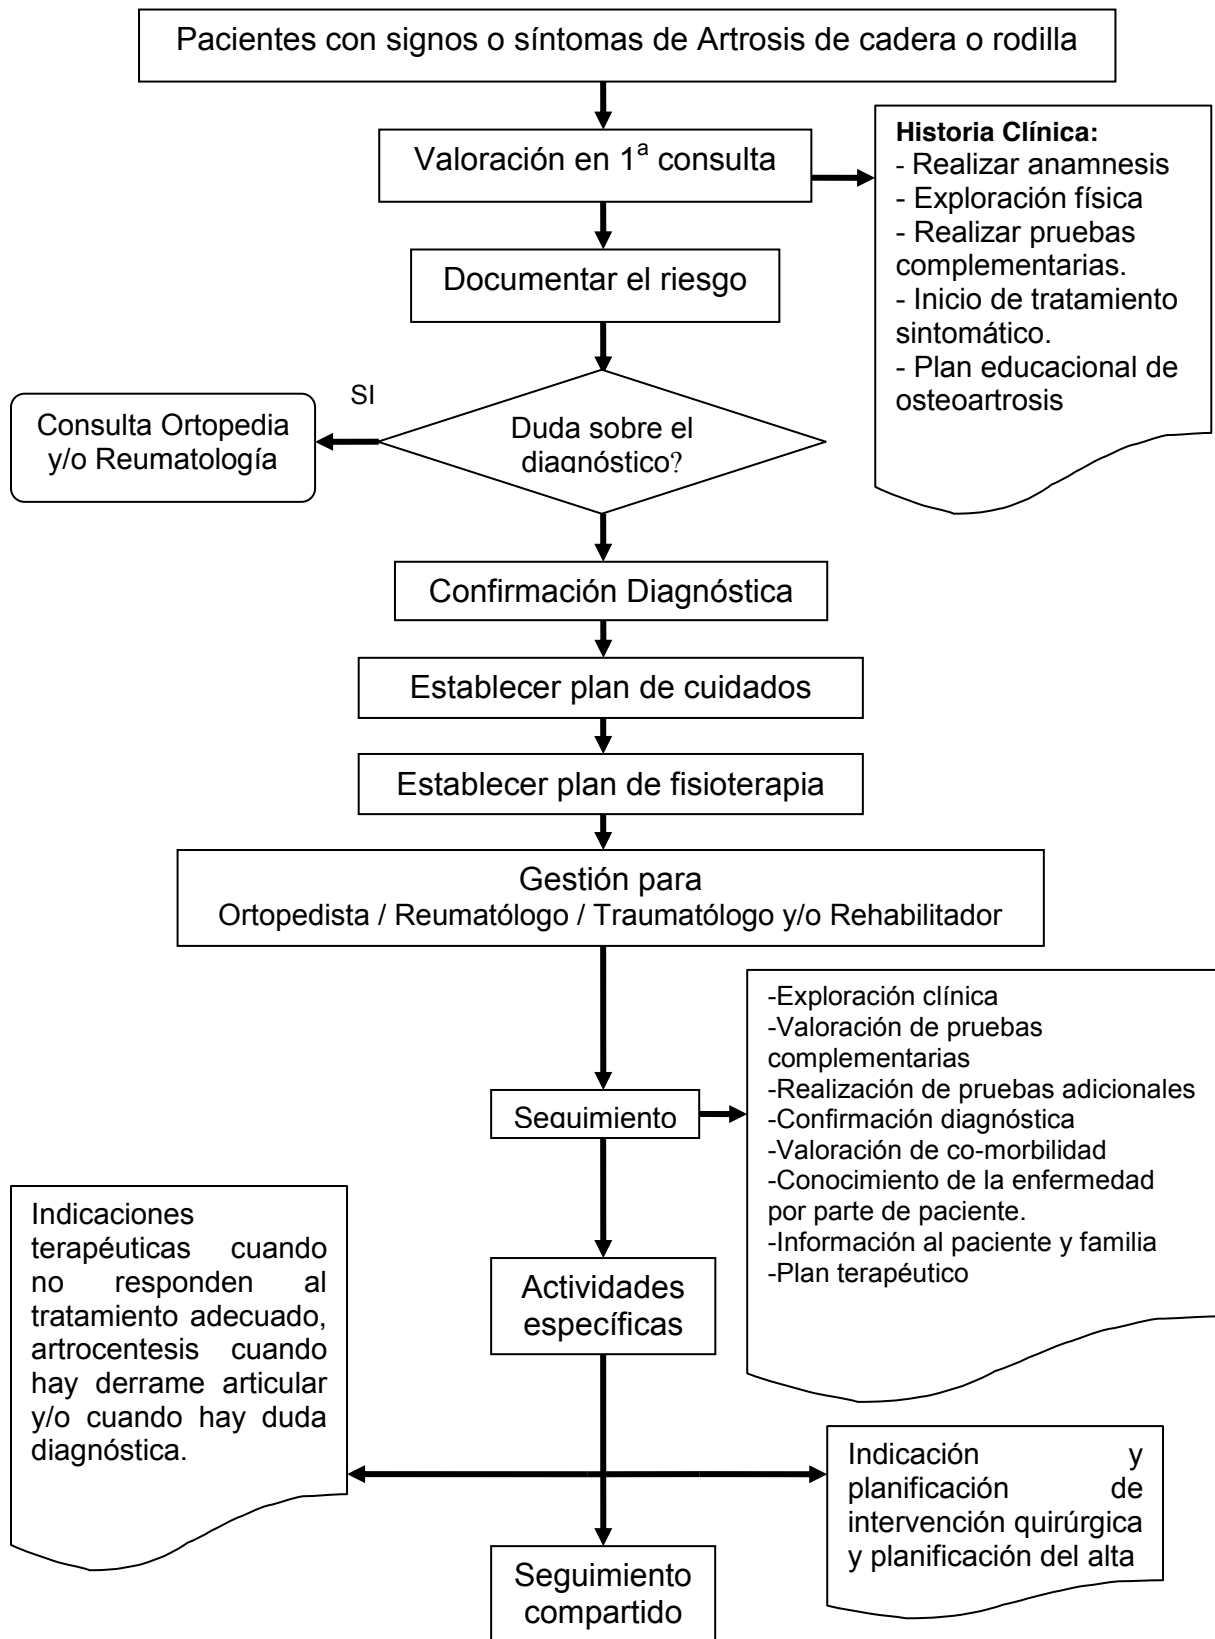 Pacientes con signos o síntomas de Artrosis de cadera o rodilla
Valoración en 1ª consulta
Historia Clínica:
- Realizar anamnesis
- Exploración física
- Realizar pruebas
complementarias.
- Inicio de tratamiento
sintomático.
- Plan educacional de
osteoartrosis
Documentar el riesgo
SI
Duda sobre el
diagnóstico?
Consulta Ortopedia
y/o Reumatología
Confirmación Diagnóstica
Establecer plan de cuidados
Establecer plan de fisioterapia
Gestión para
Ortopedista / Reumatólogo / Traumatólogo y/o Rehabilitador
Seguimiento
-Exploración clínica
-Valoración de pruebas
complementarias
-Realización de pruebas adicionales
-Confirmación diagnóstica
-Valoración de co-morbilidad
-Conocimiento de la enfermedad
por parte de paciente.
-Información al paciente y familia
-Plan terapéutico
Indicaciones
terapéuticas cuando
no responden al
tratamiento adecuado,
artrocentesis cuando
hay derrame articular
y/o cuando hay duda
diagnóstica.
Actividades
específicas
Indicación y
planificación de
intervención quirúrgica
y planificación del alta
Seguimiento
compartido